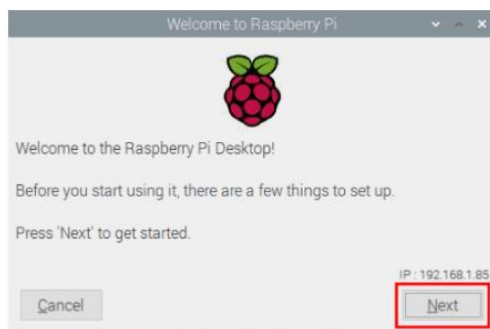 Welcome to Raspberry Pi
Welcome to the Raspberry Pi Desktop!
Before you start using it, there are a few things to set up.
Press 'Next' to get started.
IP : 192.168.1.85
Cancel
Next